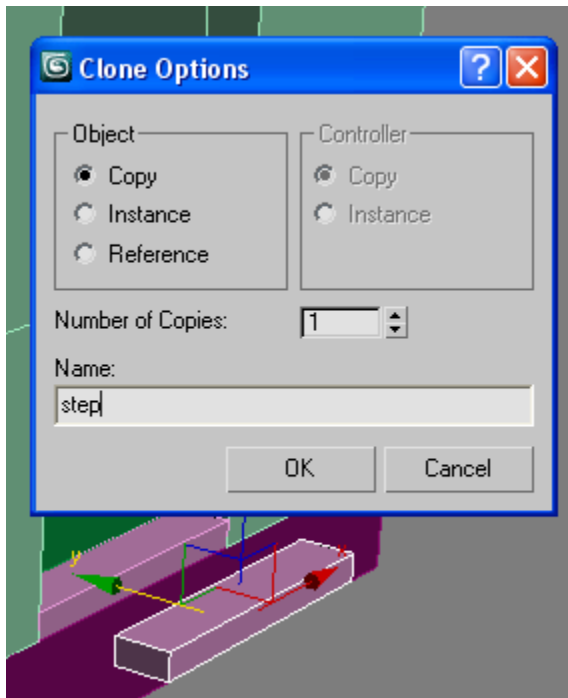 Clone Options
Object
Controller
Copy
Copy
Instance
Instance
Reference
Number of Copies:
1
Name:
step
OK
Cancel
y
x